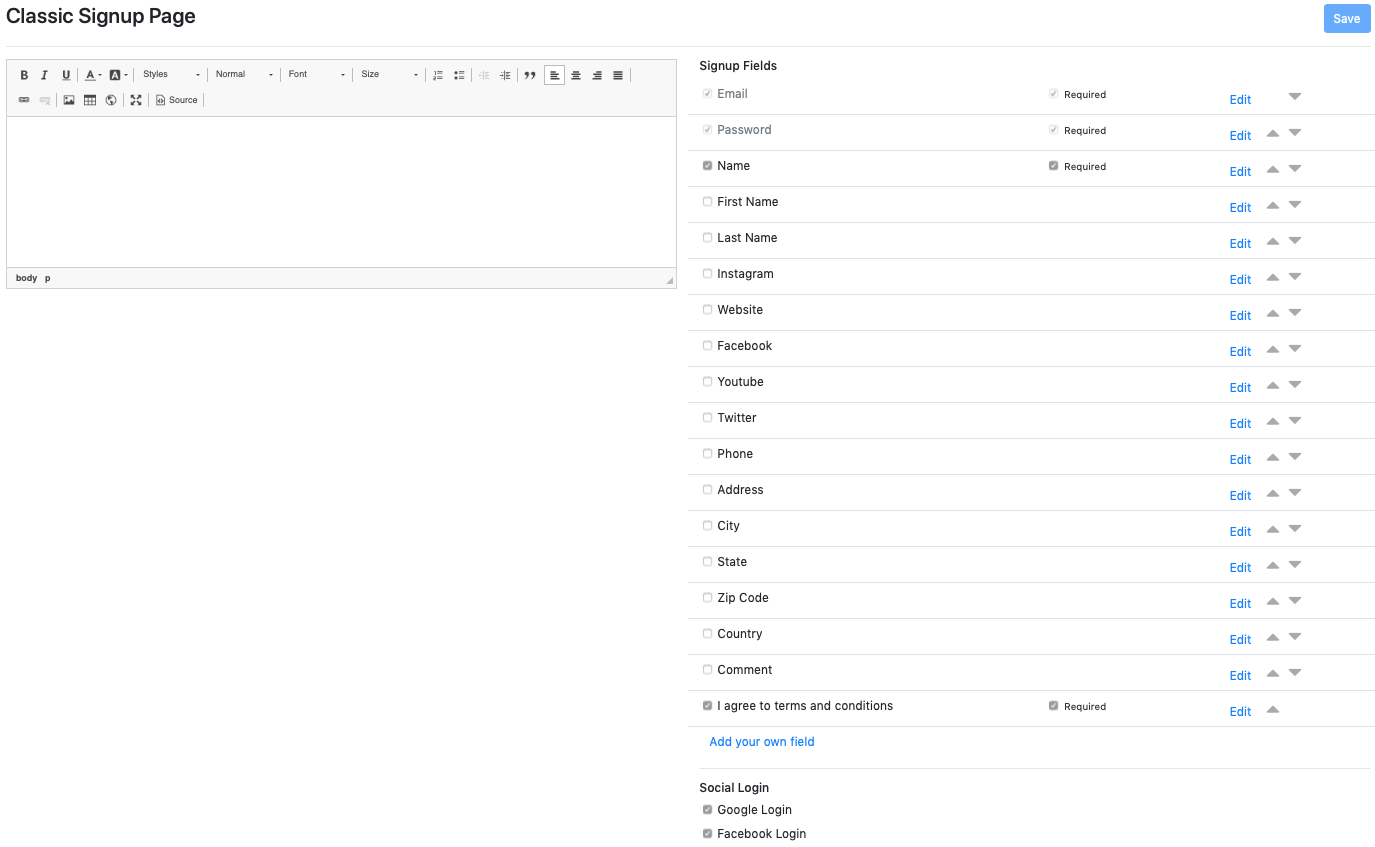 Classic Signup Page
Save
B I U A A Styles Normal Font Size
Source
body p
Signup Fields
Email Required Edit
Password Required Edit
Name Required Edit
First Name Edit
Last Name Edit
Instagram Edit
Website Edit
Facebook Edit
Youtube Edit
Twitter Edit
Phone Edit
Address Edit
City Edit
State Edit
Zip Code Edit
Country Edit
Comment Edit
I agree to terms and conditions Required Edit
Add your own field
Social Login
Google Login
Facebook Login